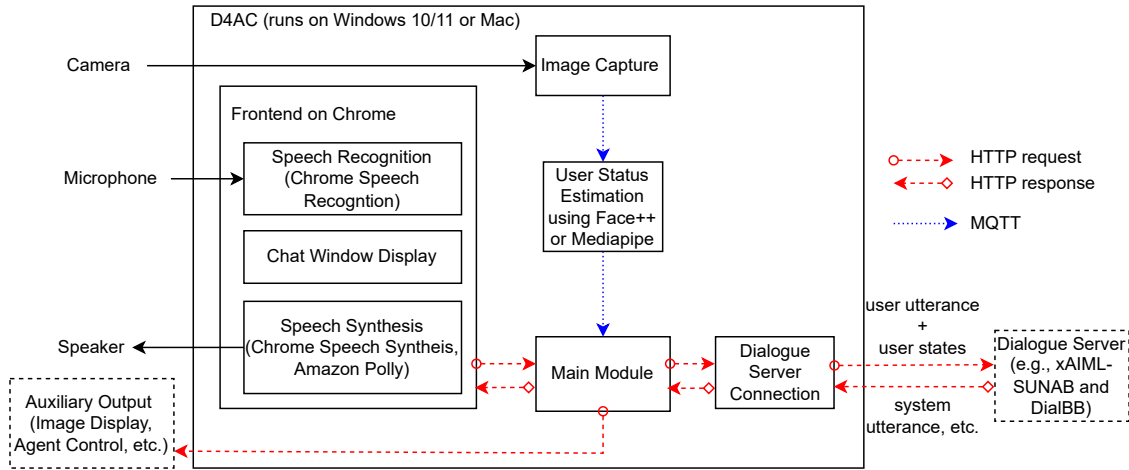 D4AC (runs on Windows 10/11 or Mac)
Camera
Image Capture
Frontend on Chrome
Speech Recognition
(Chrome Speech
Recogntion)
Microphone
User Status
Estimation
using Face++
or Mediapipe
HTTP request
HTTP response
MQTT
Chat Window Display
Speech Synthesis
(Chrome Speech Syntheis,
Amazon Polly)
Speaker
Main Module
Dialogue
Server
Connection
user utterance
+
user states
system
utterance, etc.
Dialogue Server
(e.g., xAIML-
SUNAB and
DialBB)
Auxiliary Output
(Image Display,
Agent Control, etc.)